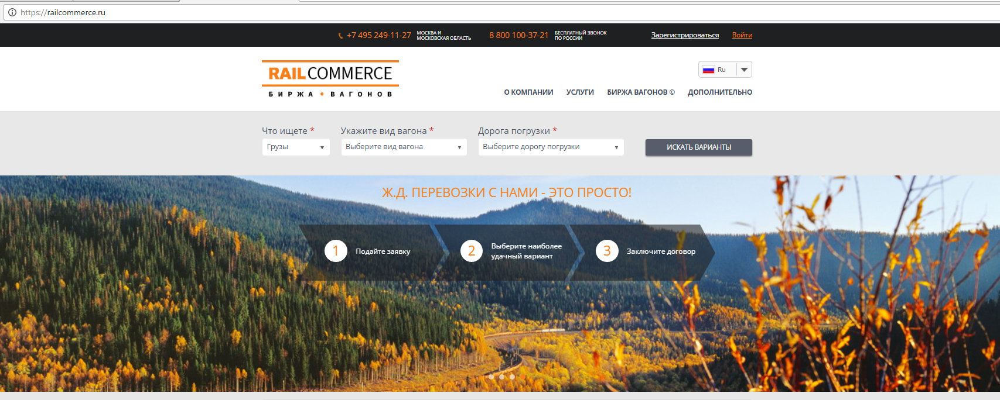 https://railcommerce.ru
+7 495 249-11-27
МОСКВА И
МОСКОВСКАЯ ОБЛАСТЬ
8 800 100-37-21
БЕСПЛАТНЫЙ ЗВОНОК
ПО РОССИИ
Зарегистрироваться
Войти
RAILCOMMERCE
БИРЖА • ВАГОНОВ
Ru
О КОМПАНИИ
УСЛУГИ
БИРЖА ВАГОНОВ ©
ДОПОЛНИТЕЛЬНО
Что ищете *
Укажите вид вагона *
Дорога погрузки *
Грузы
Выберите вид вагона
Выберите дорогу погрузки
ИСКАТЬ ВАРИАНТЫ
Ж.Д. ПЕРЕВОЗКИ С НАМИ - ЭТО ПРОСТО!
1 Подайте заявку
2 Выберите наиболее
удачный вариант
3 Заключите договор